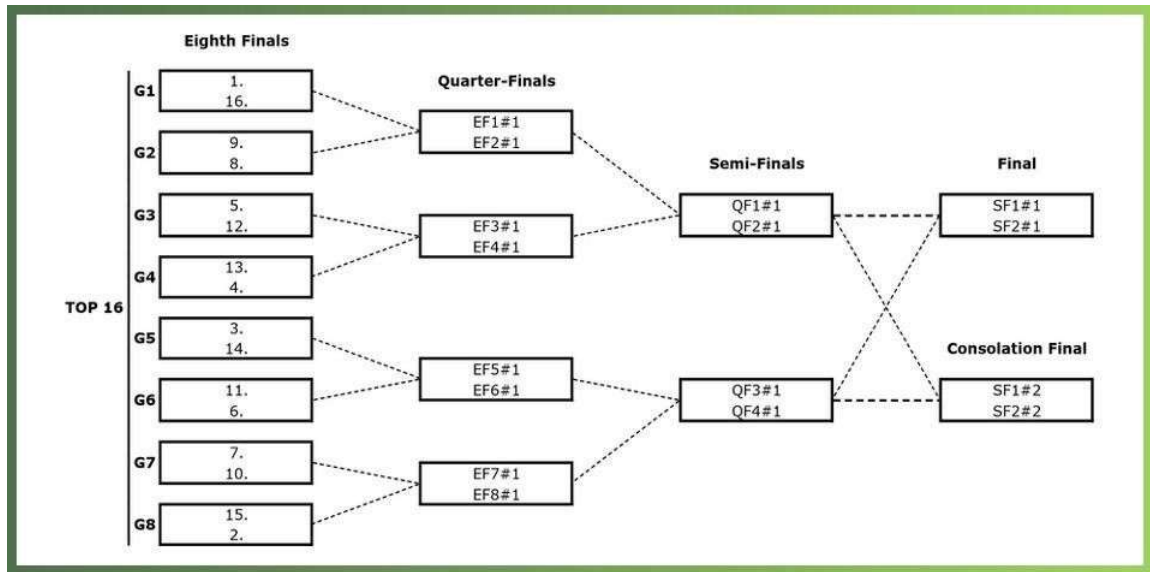 Eighth Finals
Quarter-Finals
Semi-Finals
Final
Consolation Final
TOP 16
G1
1.
16.
G2
9.
8.
G3
5.
12.
G4
13.
4.
G5
3.
14.
G6
11.
6.
G7
7.
10.
G8
15.
2.
EF1#1
EF2#1
EF3#1
EF4#1
EF5#1
EF6#1
EF7#1
EF8#1
QF1#1
QF2#1
QF3#1
QF4#1
SF1#1
SF2#1
SF1#2
SF2#2